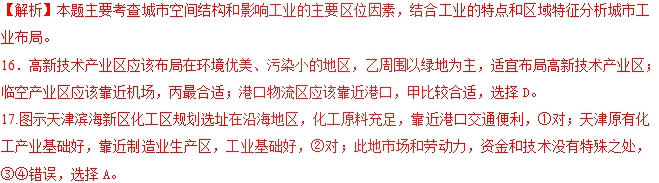 【解析】本题主要考查城市空间结构和影响工业的主要区位因素，结合工业的特点和区域特征分析城市工
业布局。
16．高新技术产业区应该布局在环境优美、污染小的地区，乙周围以绿地为主，适宜布局高新技术产业区；
临空产业区应该靠近机场，丙最合适；港口物流区应该靠近港口，甲比较合适，选择 D。
17.图示天津滨海新区化工区规划选址在沿海地区，化工原料充足，靠近港口交通便利，①对；天津原有化
工产业基础好，靠近制造业生产区，工业基础好，②对；此地市场和劳动力，资金和技术没有特殊之处，
③④错误，选择 A。